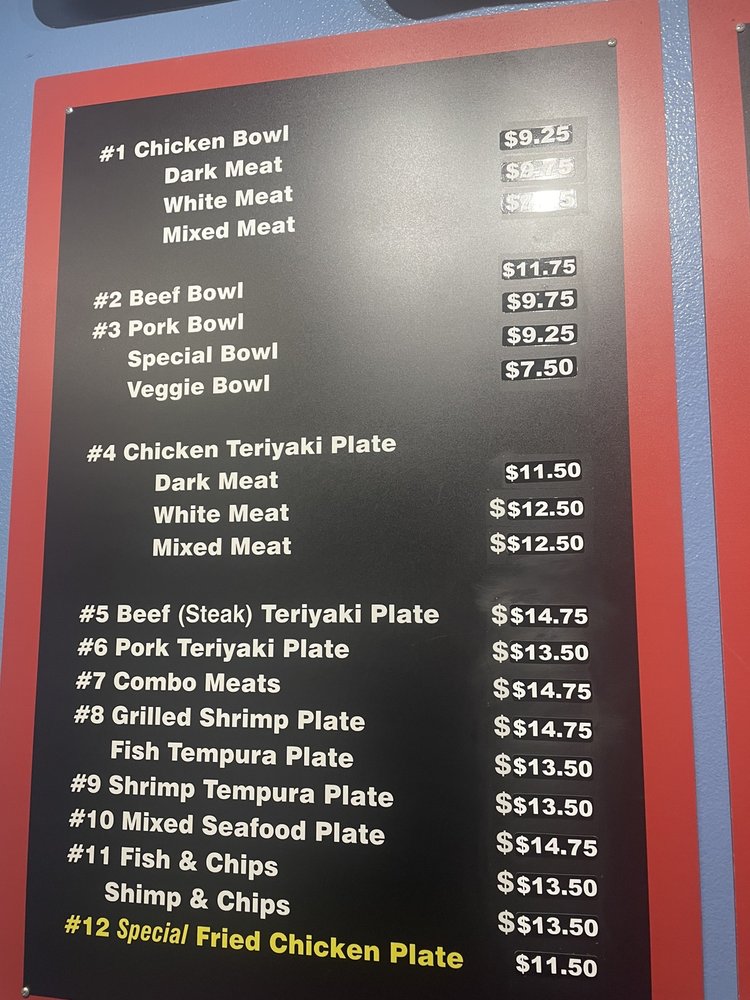 #1 Chicken Bowl
Dark Meat $9.25
White Meat $9.75
Mixed Meat
#2 Beef Bowl $11.75
#3 Pork Bowl $9.75
Special Bowl $9.25
Veggie Bowl $7.50
#4 Chicken Teriyaki Plate
Dark Meat $11.50
White Meat $$12.50
Mixed Meat $$12.50
#5 Beef (Steak) Teriyaki Plate $$14.75
#6 Pork Teriyaki Plate $$13.50
#7 Combo Meats $$14.75
#8 Grilled Shrimp Plate $$14.75
Fish Tempura Plate $$13.50
#9 Shrimp Tempura Plate $$13.50
#10 Mixed Seafood Plate $$14.75
#11 Fish & Chips $$13.50
Shimp & Chips $$13.50
#12 Special Fried Chicken Plate $11.50